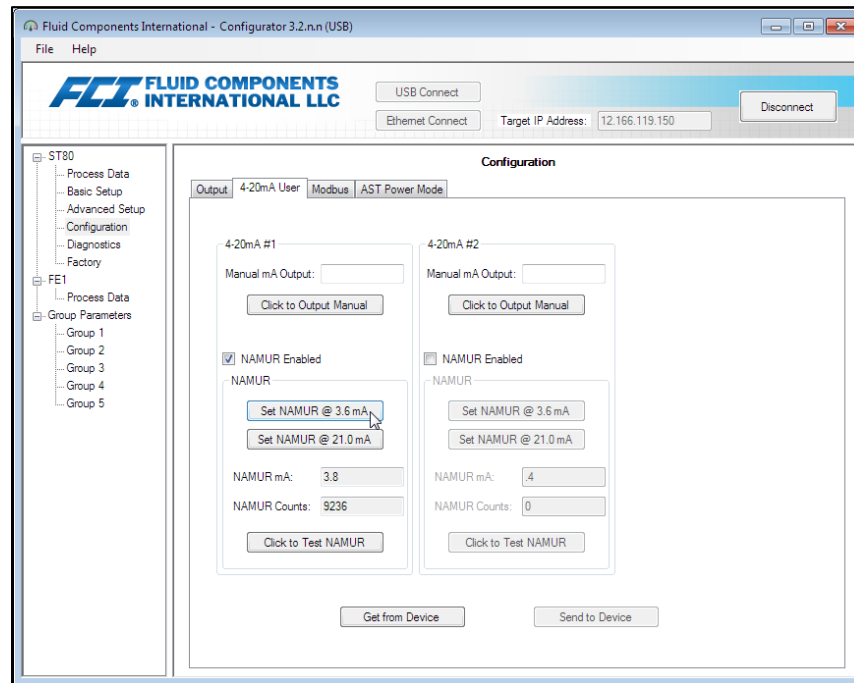 Fluid Components International - Configurator 3.2.n.n (USB)
File Help
FCI FLUID COMPONENTS
® INTERNATIONAL LLC
USB Connect
Ethernet Connect Target IP Address: 12.166.119.150
Disconnect
ST80
Process Data
Basic Setup
Advanced Setup
Configuration
Diagnostics
Factory
FE1
Process Data
Group Parameters
Group 1
Group 2
Group 3
Group 4
Group 5
Configuration
Output 4-20mA User Modbus AST Power Mode
4-20mA #1
Manual mA Output:
Click to Output Manual
NAMUR Enabled
NAMUR
Set NAMUR @ 3.6 mA
Set NAMUR @ 21.0 mA
NAMUR mA: 3.8
NAMUR Counts: 9236
Click to Test NAMUR
4-20mA #2
Manual mA Output:
Click to Output Manual
NAMUR Enabled
NAMUR
Set NAMUR @ 3.6 mA
Set NAMUR @ 21.0 mA
NAMUR mA: .4
NAMUR Counts: 0
Click to Test NAMUR
Get from Device Send to Device